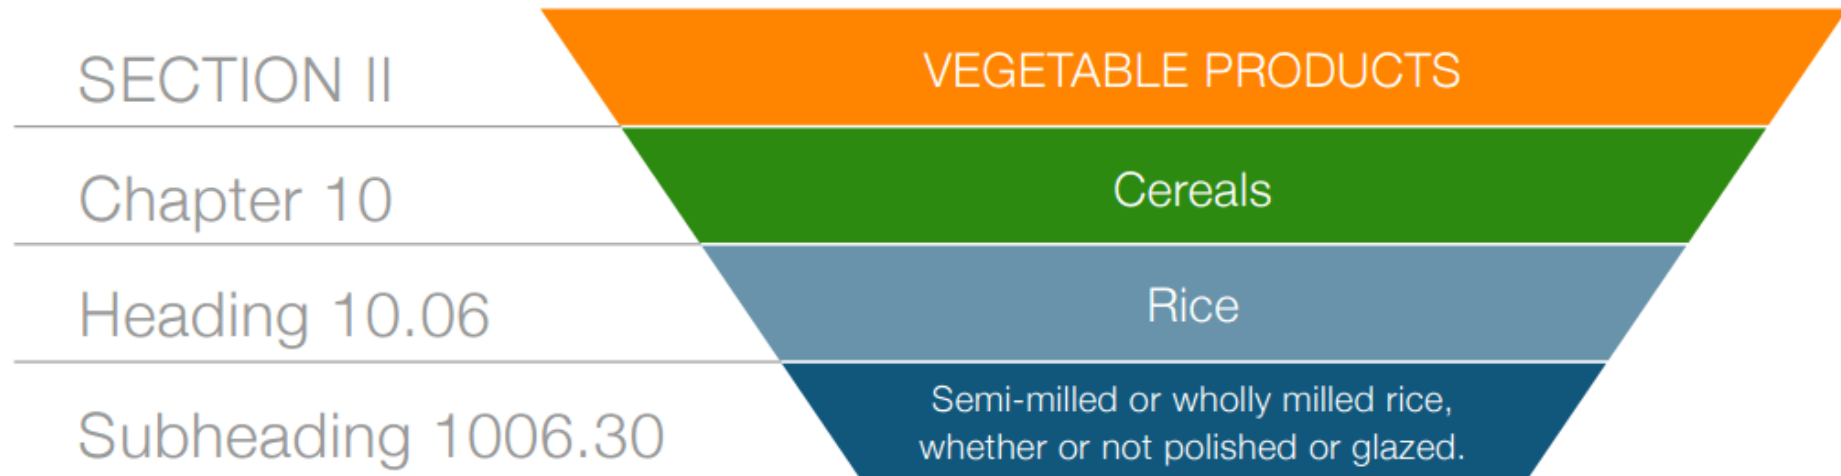 SECTION II
VEGETABLE PRODUCTS
Chapter 10
Cereals
Heading 10.06
Rice
Subheading 1006.30
Semi-milled or wholly milled rice,
whether or not polished or glazed.